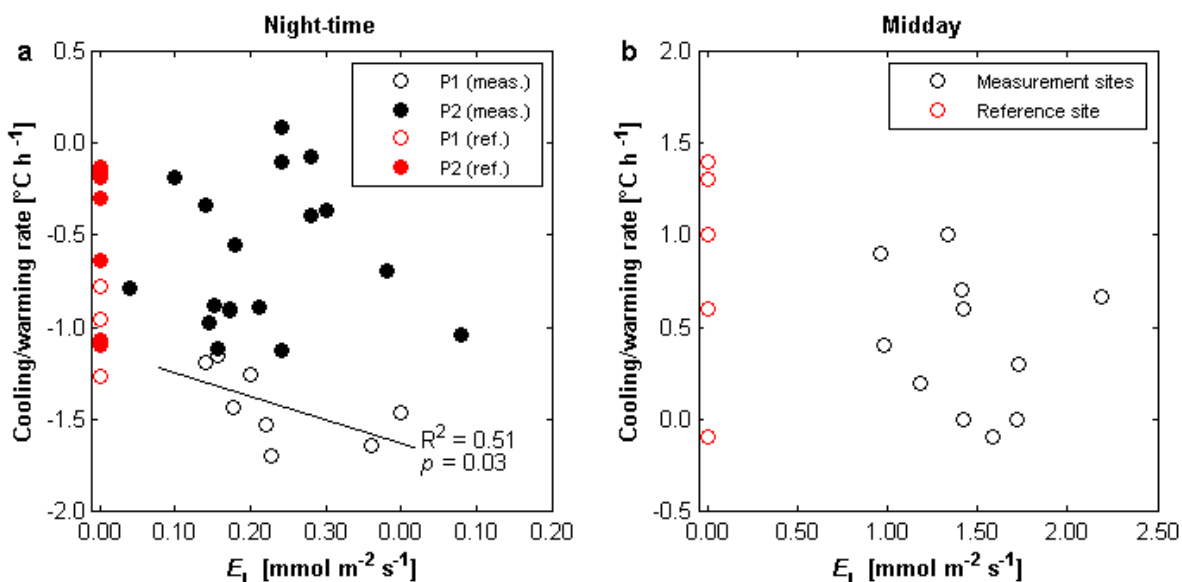 Night-time
a
Cooling/warming rate [°C h⁻¹]
0.5
0.0
-0.5
-1.0
-1.5
-2.0
P1 (meas.)
P2 (meas.)
P1 (ref.)
P2 (ref.)
R² = 0.51
p = 0.03
0.00 0.10 0.20 0.30 0.00 0.10 0.20
E_L [mmol m⁻² s⁻¹]
Midday
b
Cooling/warming rate [°C h⁻¹]
2.0
1.5
1.0
0.5
0.0
-0.5
Measurement sites
Reference site
0.00 0.50 1.00 1.50 2.00 2.50
E_L [mmol m⁻² s⁻¹]